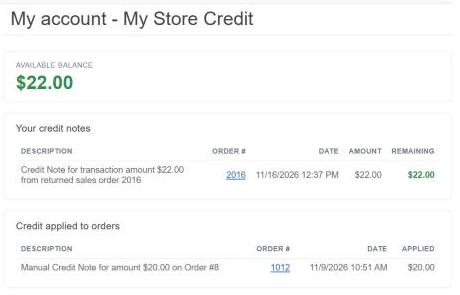 My account - My Store Credit
AVAILABLE BALANCE
$22.00
Your credit notes
DESCRIPTION ORDER # DATE AMOUNT REMAINING
Credit Note for transaction amount $22.00
from returned sales order 2016 2016 11/16/2026 12:37 PM $22.00 $22.00
Credit applied to orders
DESCRIPTION ORDER # DATE APPLIED
Manual Credit Note for amount $20.00 on Order #8 1012 11/9/2026 10:51 AM $20.00